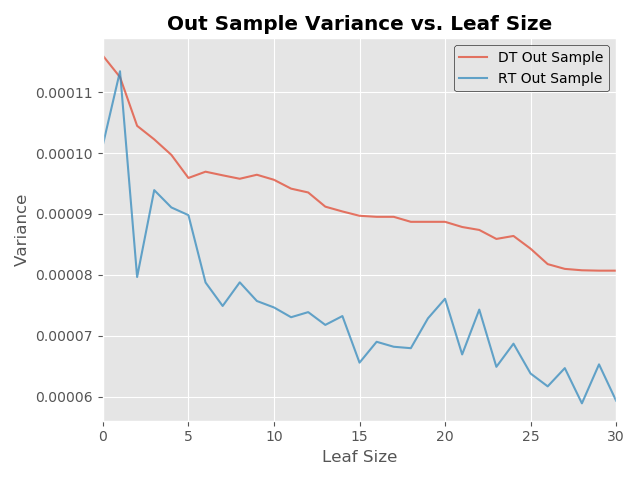 Out Sample Variance vs. Leaf Size
DT Out Sample
RT Out Sample
0.00011
0.00010
0.00009
0.00008
0.00007
0.00006
Variance
0 5 10 15 20 25 30
Leaf Size